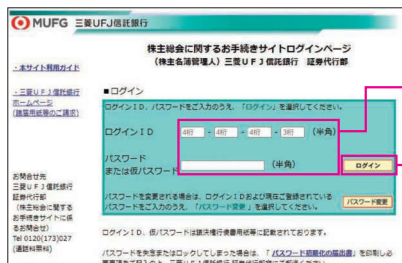 MUFG 三菱UFJ信託銀行
株主総会に関するお手続きサイトログインページ
(株主名簿管理人) 三菱UFJ信託銀行 証券代行部
・本サイト利用ガイド
・三菱UFJ信託銀行
ホームページ
(諸届用紙等のご請求)
お問合せ先
三菱UFJ信託銀行
証券代行部
(株主総会に関する
お手続きサイトに係
るお問合せ)
Tel 0120(173)027
(通話料無料)
■ログイン
ログインID、パスワードをご入力のうえ、「ログイン」を選択してください。
ログインID 4桁 - 4桁 - 4桁 - 3桁 (半角)
パスワード
または仮パスワード (半角)
ログイン
パスワードを変更される場合は、ログインIDおよび現在ご登録されている
パスワードをご入力のうえ、「パスワード変更」を選択してください。
パスワード変更
ログインID、仮パスワードは議決権行使書用紙等に記載されております。
パスワードを失念またはロックしてしまった場合は、「パスワード初期化の届出書」を印刷し必